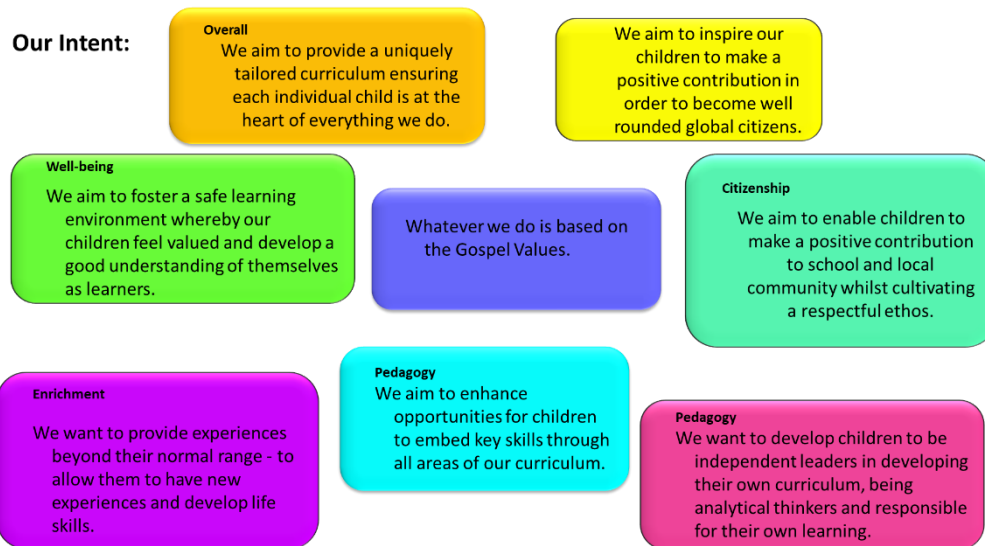 Our Intent:
Overall
We aim to provide a uniquely
tailored curriculum ensuring
each individual child is at the
heart of everything we do.
We aim to inspire our
children to make a
positive contribution in
order to become well
rounded global citizens.
Well-being
We aim to foster a safe learning
environment whereby our
children feel valued and develop a
good understanding of themselves
as learners.
Whatever we do is based on
the Gospel Values.
Citizenship
We aim to enable children to
make a positive contribution
to school and local
community whilst cultivating
a respectful ethos.
Enrichment
We want to provide experiences
beyond their normal range - to
allow them to have new
experiences and develop life
skills.
Pedagogy
We aim to enhance
opportunities for children
to embed key skills through
all areas of our curriculum.
Pedagogy
We want to develop children to be
independent leaders in developing
their own curriculum, being
analytical thinkers and responsible
for their own learning.